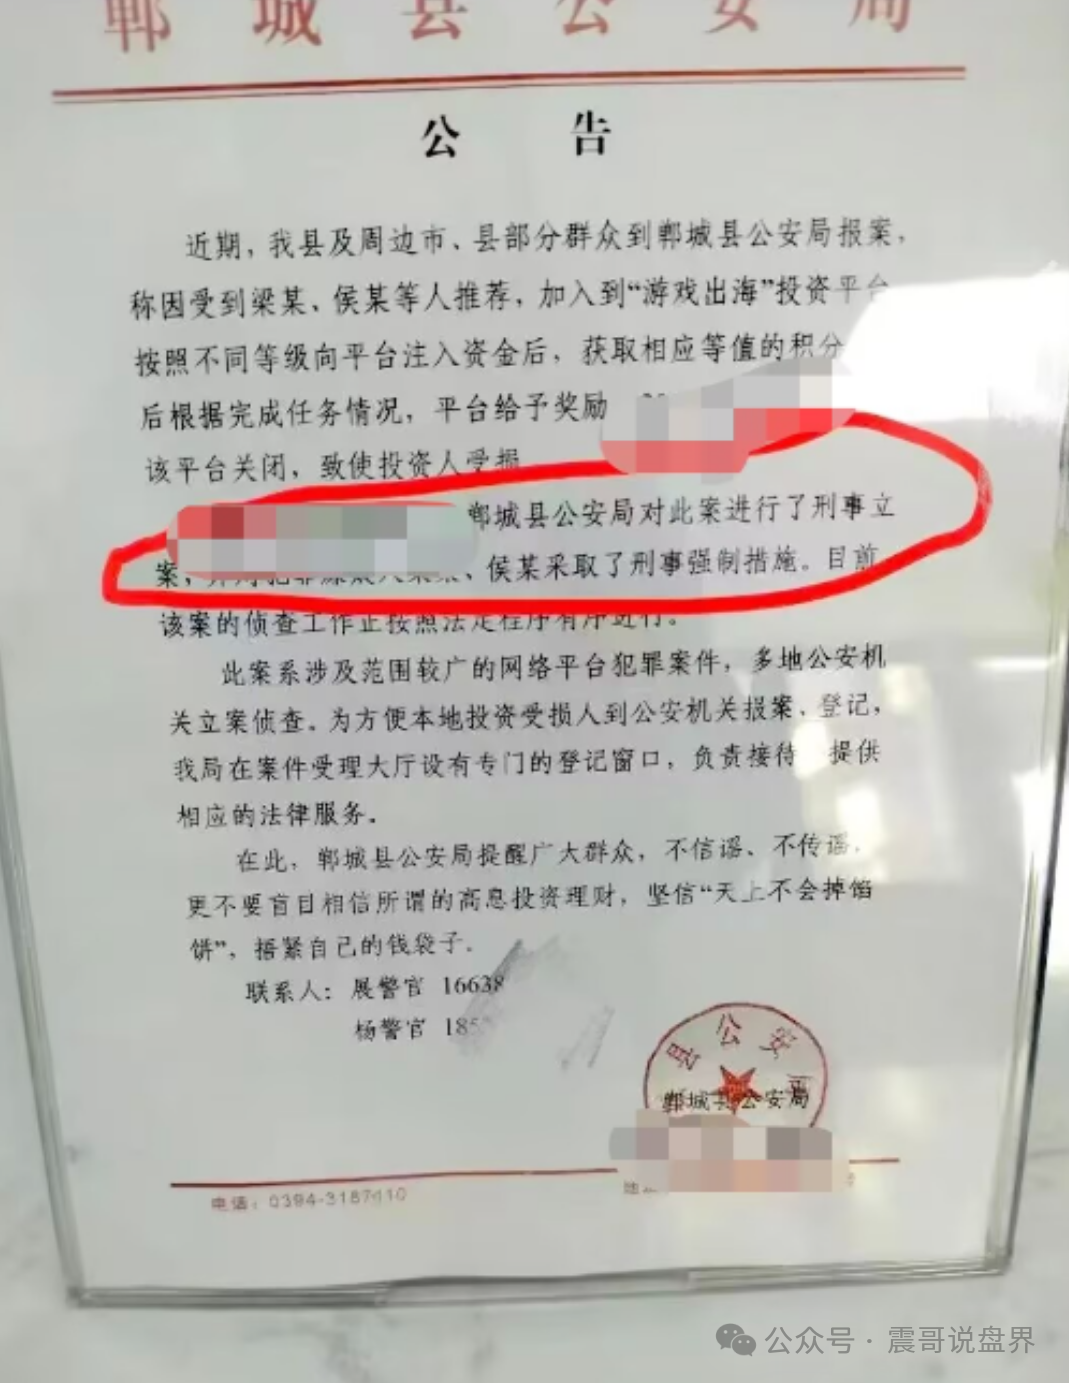 郸城县公安局
公 告
近期，我县及周边市、县部分群众到郸城县公安局报案，
称因受到梁某、侯某等人推荐，加入到“游戏出海”投资平台
按照不同等级向平台注入资金后，获取相应等值的积分
后根据完成任务情况，平台给予奖励
该平台关闭，致使投资人受损
郸城县公安局对此案进行了刑事立
案，、侯某采取了刑事强制措施。目前
该案的侦查工作正按照法定程序有序进行。
此案系涉及范围较广的网络平台犯罪案件，多地公安机
关立案侦查。为方便本地投资受损人到公安机关报案、登记，
我局在案件受理大厅设有专门的登记窗口，负责接待 提供
相应的法律服务。
在此，郸城县公安局提醒广大群众，不信谣、不传谣，
更不要盲目相信所谓的高息投资理财，坚信“天上不会掉馅
饼”，捂紧自己的钱袋子.
联系人：展警官 16638
杨警官 185
县公安局
郸城县公安局
电话：0394-3187110
公众号 · 震哥说盘界